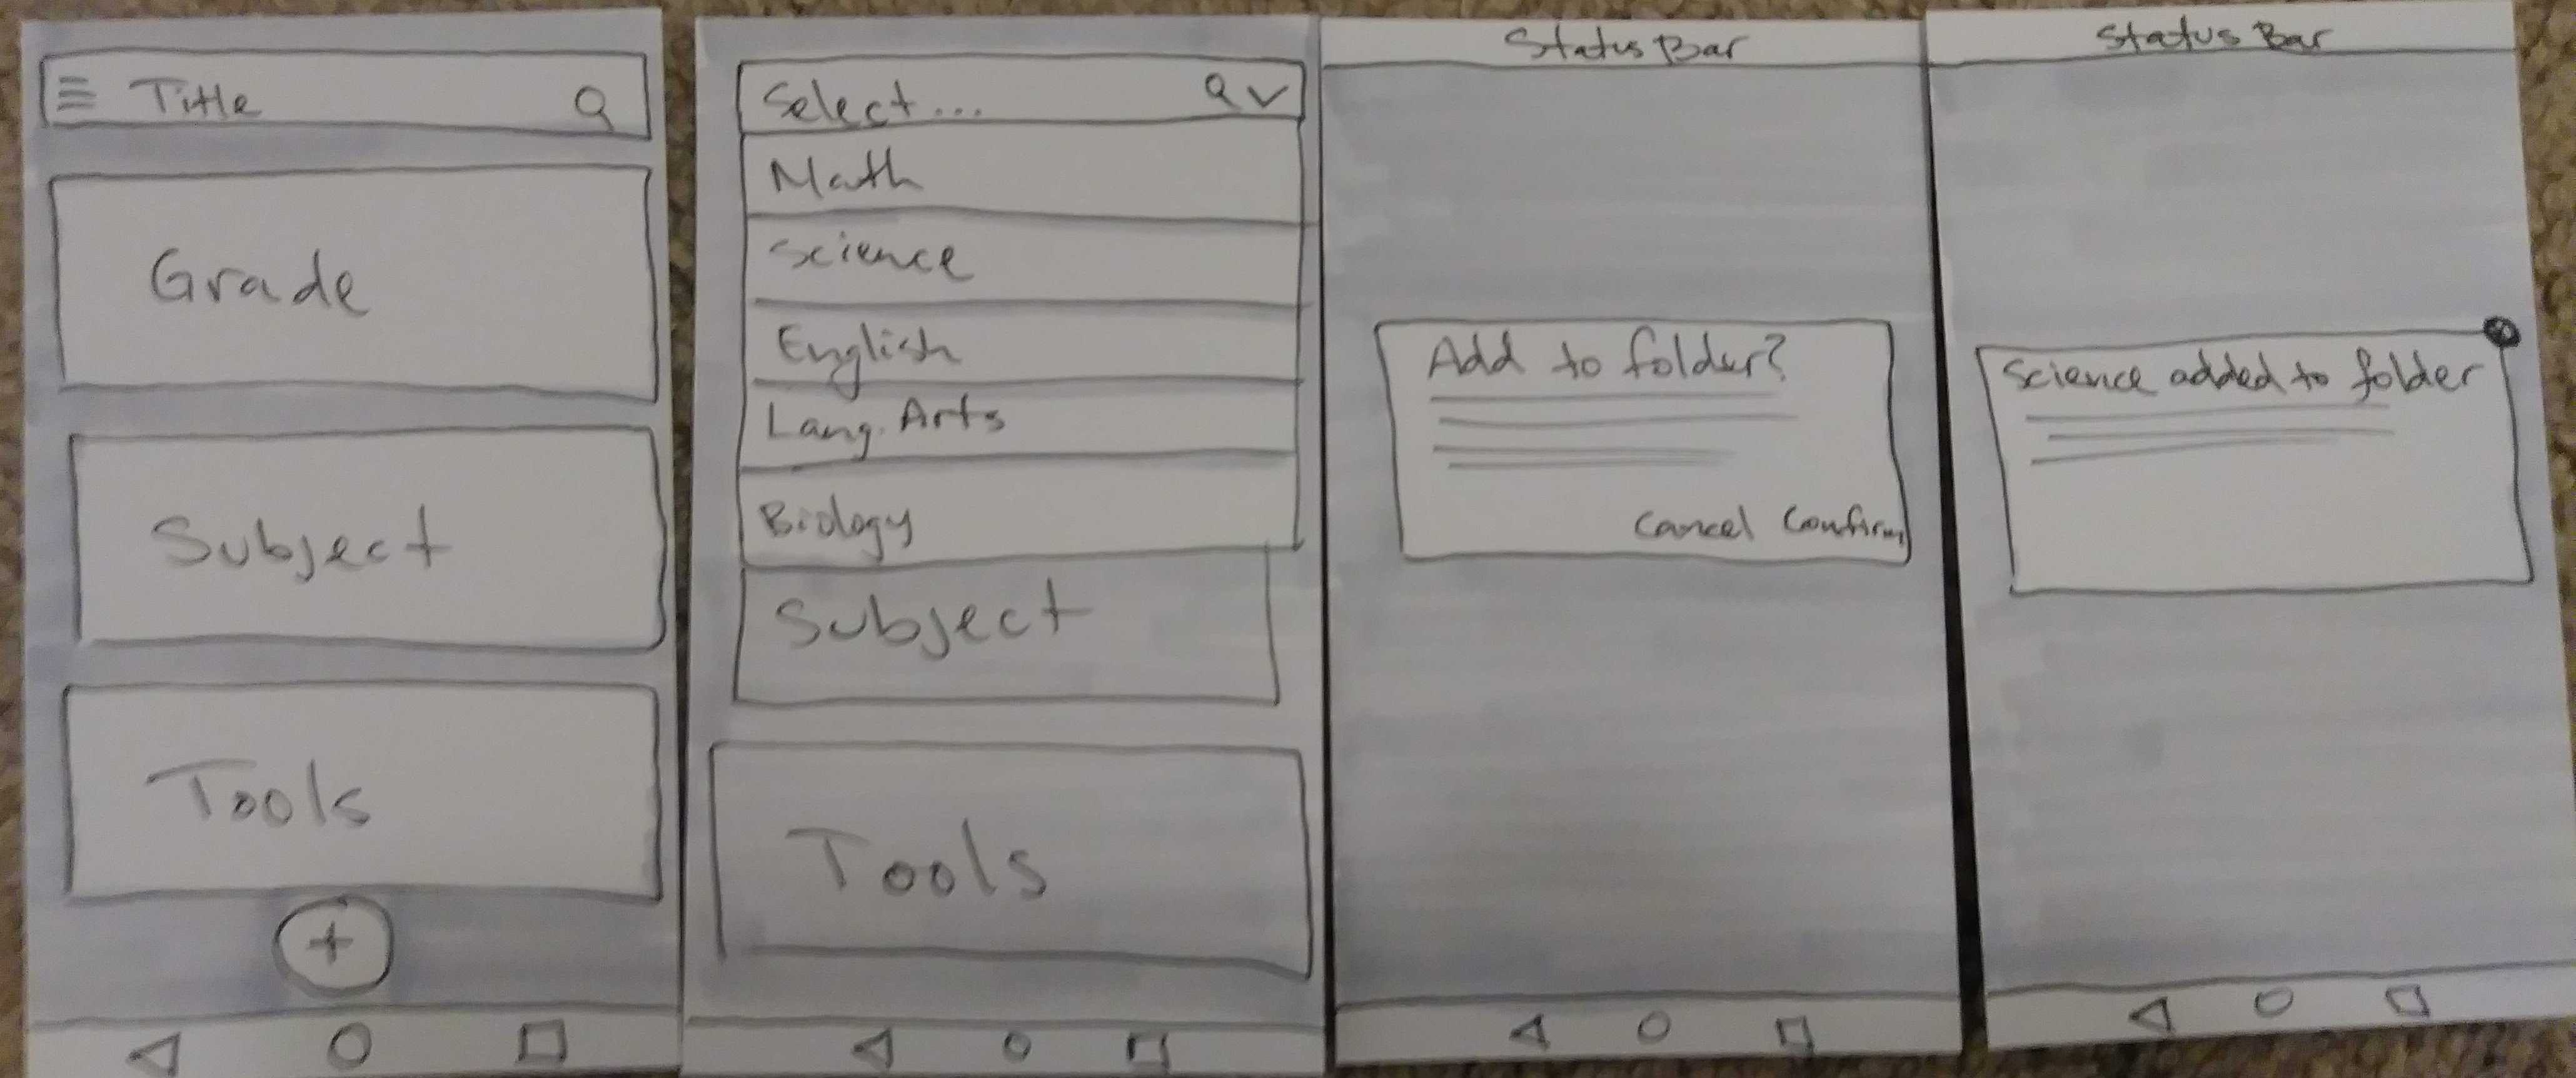 Title
Grade
Subject
Tools
+
Select...
Math
Science
English
Lang. Arts
Biology
Subject
Tools
Status Bar
Add to folder?
Cancel Confirm
Status Bar
Science added to folder